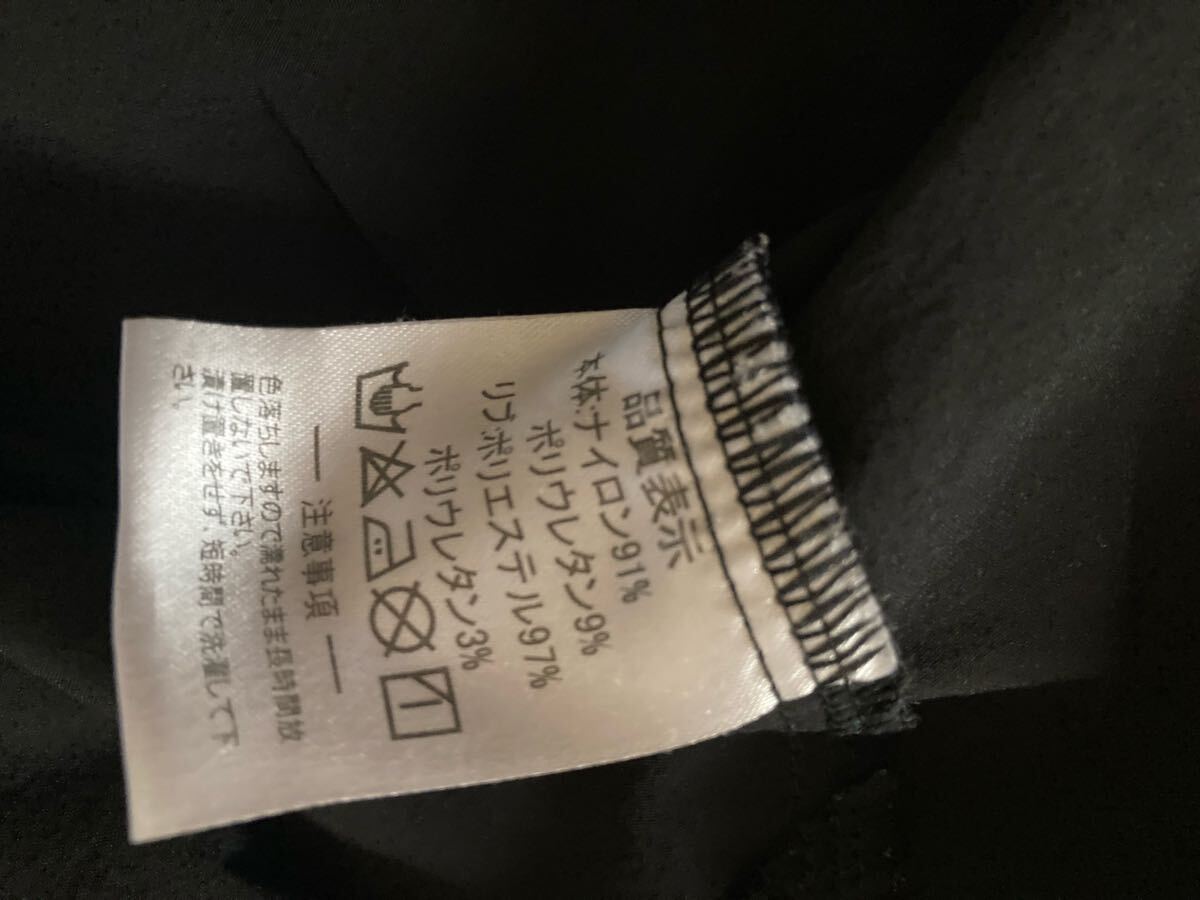 品質表示
本体:ナイロン91%
ポリウレタン9%
リブ:ポリエステル97%
ポリウレタン3%
― 注意事項 ―
色落ちしますので濡れたまま長時間放
置しないで下さい。
漬け置きをせず、短時間で洗濯して下
さい。